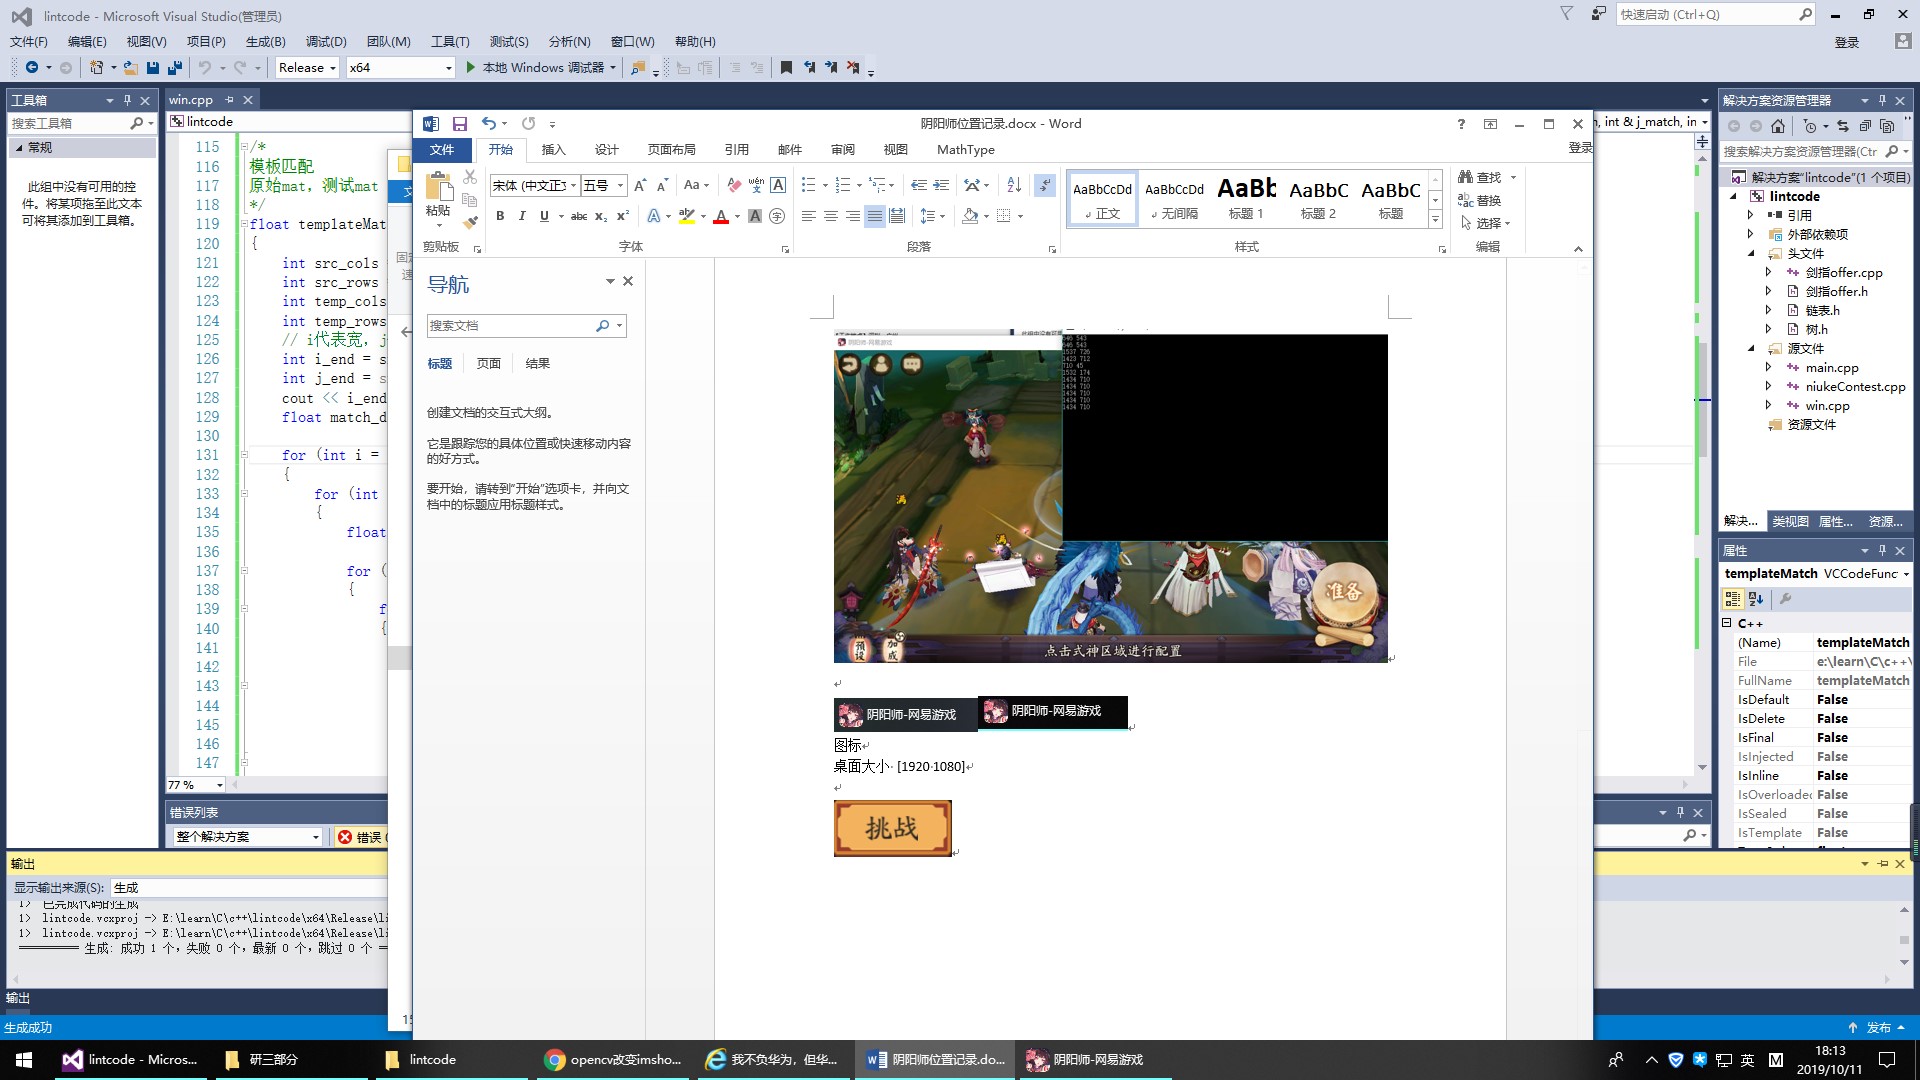 lintcode - Microsoft Visual Studio(管理员)
快速启动 (Ctrl+Q)
文件(F) 编辑(E) 视图(V) 项目(P) 生成(B) 调试(D) 团队(M) 工具(T) 测试(S) 分析(N) 窗口(W) 帮助(H)
登录
Release
x64
本地 Windows 调试器
工具箱
搜索工具箱
常规
此组中没有可用的控
件。将某项拖至此文本
可将其添加到工具箱。
win.cpp
lintcode
115 /*
116 模板匹配
117 原始mat, 测试mat
118 */
119 float templateMat
120 {
121 int src_cols
122 int src_rows
123 int temp_cols
124 int temp_rows
125 // i代表宽, j
126 int i_end = s
127 int j_end = s
128 cout << i_end
129 float match_d
130
131 for (int i =
132 {
133 for (int
134 {
135 float
136
137 for (
138 {
139 f
140 {
141
142
143
144
145
146
147
77 %
错误列表
整个解决方案
错误
输出
显示输出来源(S): 生成
1> 已完成代码的生成
1> lintcode.vcxproj -> E:\learn\C\c++\lintcode\x64\Release\li
1> lintcode.vcxproj -> E:\learn\C\c++\lintcode\x64\Release\li
========== 生成: 成功 1 个，失败 0 个，最新 0 个，跳过 0 个 =
输出
生成成功
阴阳师位置记录.docx - Word
文件 开始 插入 设计 页面布局 引用 邮件 审阅 视图 MathType
登录
宋体 (中文正
五号
粘贴
剪贴板
字体
段落
AaBbCcDd AaBbCcDd AaBb AaBbC AaBbC
正文 无间隔 标题 1 标题 2 标题
样式
查找
替换
选择
编辑
导航
搜索文档
标题 页面 结果
创建文档的交互式大纲。
它是跟踪您的具体位置或快速移动内容
的好方式。
要开始，请转到"开始"选项卡，并向文
档中的标题应用标题样式。
阴阳师-网易游戏
646 543
646 543
1537 726
1423 712
710 45
1532 174
1434 710
1434 710
1434 710
1434 710
1434 710
满
满
准备
预设
加成
点击式神区域进行配置
阴阳师-网易游戏
阴阳师-网易游戏
图标
桌面大小 [1920·1080]
挑战
, int & j_match, in
解决方案资源管理器
搜索解决方案资源管理器(Ctr
解决方案"lintcode"(1 个项目)
lintcode
引用
外部依赖项
头文件
剑指offer.cpp
剑指offer.h
链表.h
树.h
源文件
main.cpp
niukeContest.cpp
win.cpp
资源文件
解决... 类视图 属性... 资源...
属性
templateMatch VCCodeFunc
C++
(Name) templateMatch
File e:\learn\C\c++\
FullName templateMatch
IsDefault False
IsDelete False
IsFinal False
IsInjected False
IsInline False
IsOverloaded False
IsSealed False
IsTemplate False
发布
lintcode - Micros...
研三部分
lintcode
opencv改变imsho...
我不负华为，但华...
阴阳师位置记录.do...
阴阳师-网易游戏
英
M
18:13
2019/10/11